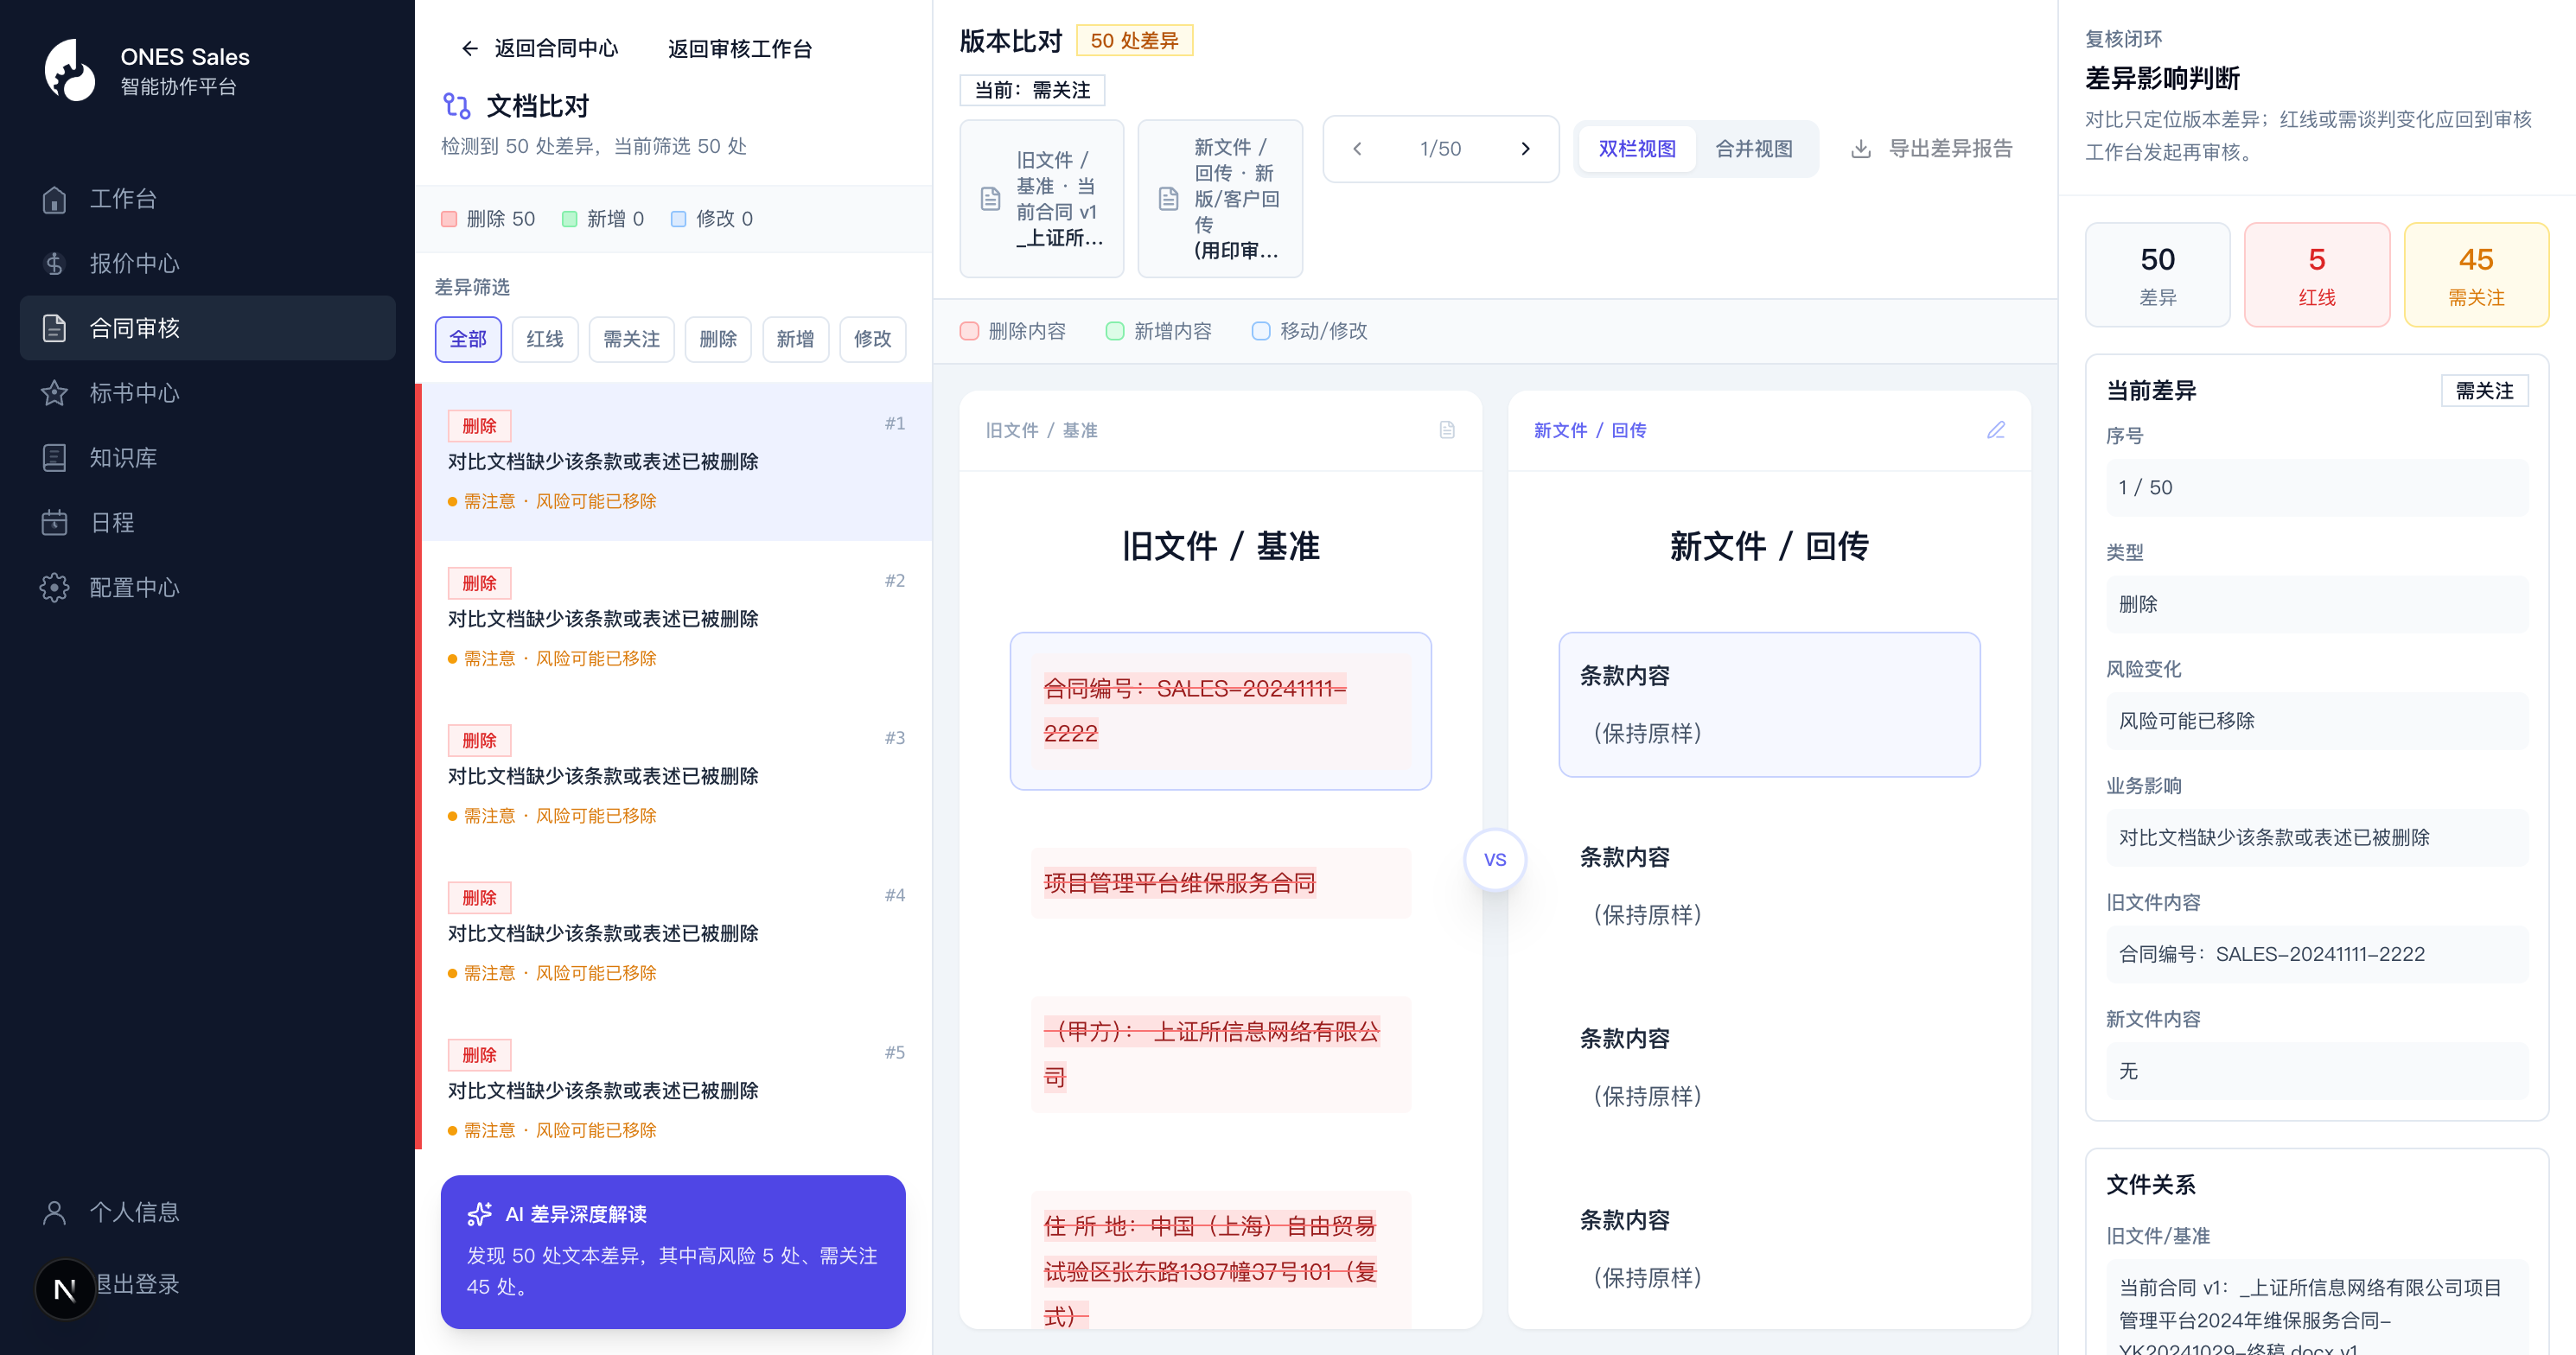 ONES Sales
智能协作平台
工作台
报价中心
合同审核
标书中心
知识库
日程
配置中心
个人信息
退出登录
N
返回合同中心
返回审核工作台
文档比对
检测到 50 处差异，当前筛选 50 处
删除 50
新增 0
修改 0
差异筛选
全部
红线
需关注
删除
新增
修改
删除
#1
对比文档缺少该条款或表述已被删除
需注意 · 风险可能已移除
删除
#2
对比文档缺少该条款或表述已被删除
需注意 · 风险可能已移除
删除
#3
对比文档缺少该条款或表述已被删除
需注意 · 风险可能已移除
删除
#4
对比文档缺少该条款或表述已被删除
需注意 · 风险可能已移除
删除
#5
对比文档缺少该条款或表述已被删除
需注意 · 风险可能已移除
AI 差异深度解读
发现 50 处文本差异，其中高风险 5 处、需关注
45 处。
版本比对
50 处差异
当前：需关注
旧文件 /
基准 · 当
前合同 v1
_上证所...
新文件 /
回传 · 新
版/客户回
传
(用印审...
1/50
双栏视图
合并视图
导出差异报告
删除内容
新增内容
移动/修改
旧文件 / 基准
旧文件 / 基准
合同编号：SALES-20241111-
2222
项目管理平台维保服务合同
（甲方）： 上证所信息网络有限公
司
住 所 地：中国（上海）自由贸易
试验区张东路1387幢37号101（复
式）
VS
新文件 / 回传
新文件 / 回传
条款内容
（保持原样）
条款内容
（保持原样）
条款内容
（保持原样）
条款内容
（保持原样）
复核闭环
差异影响判断
对比只定位版本差异；红线或需谈判变化应回到审核
工作台发起再审核。
50
差异
5
红线
45
需关注
当前差异
需关注
序号
1 / 50
类型
删除
风险变化
风险可能已移除
业务影响
对比文档缺少该条款或表述已被删除
旧文件内容
合同编号：SALES-20241111-2222
新文件内容
无
文件关系
旧文件/基准
当前合同 v1：_上证所信息网络有限公司项目
管理平台2024年维保服务合同-
YK20241029-终稿.docx v1